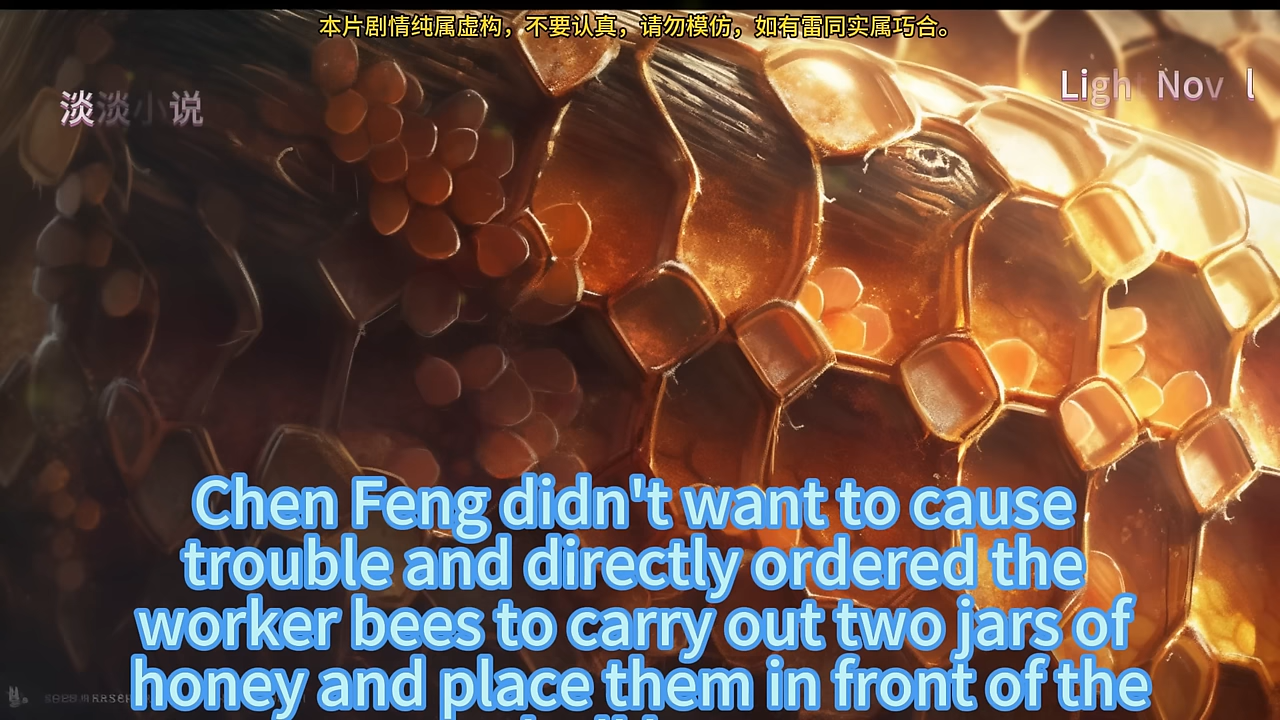 本片剧情纯属虚构，不要认真，请勿模仿，如有雷同实属巧合。
淡淡小说
Light Nov l
Chen Feng didn't want to cause
trouble and directly ordered the
worker bees to carry out two jars of
honey and place them in front of the